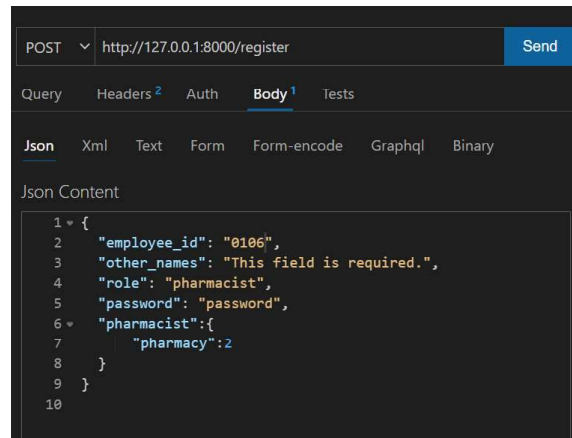 POST http://127.0.0.1:8000/register Send
Query Headers 2 Auth Body 1 Tests
Json Xml Text Form Form-encode Graphql Binary
Json Content
1 {
2 "employee_id": "0106",
3 "other_names": "This field is required.",
4 "role": "pharmacist",
5 "password": "password",
6 "pharmacist":{
7 "pharmacy":2
8 }
9 }
10